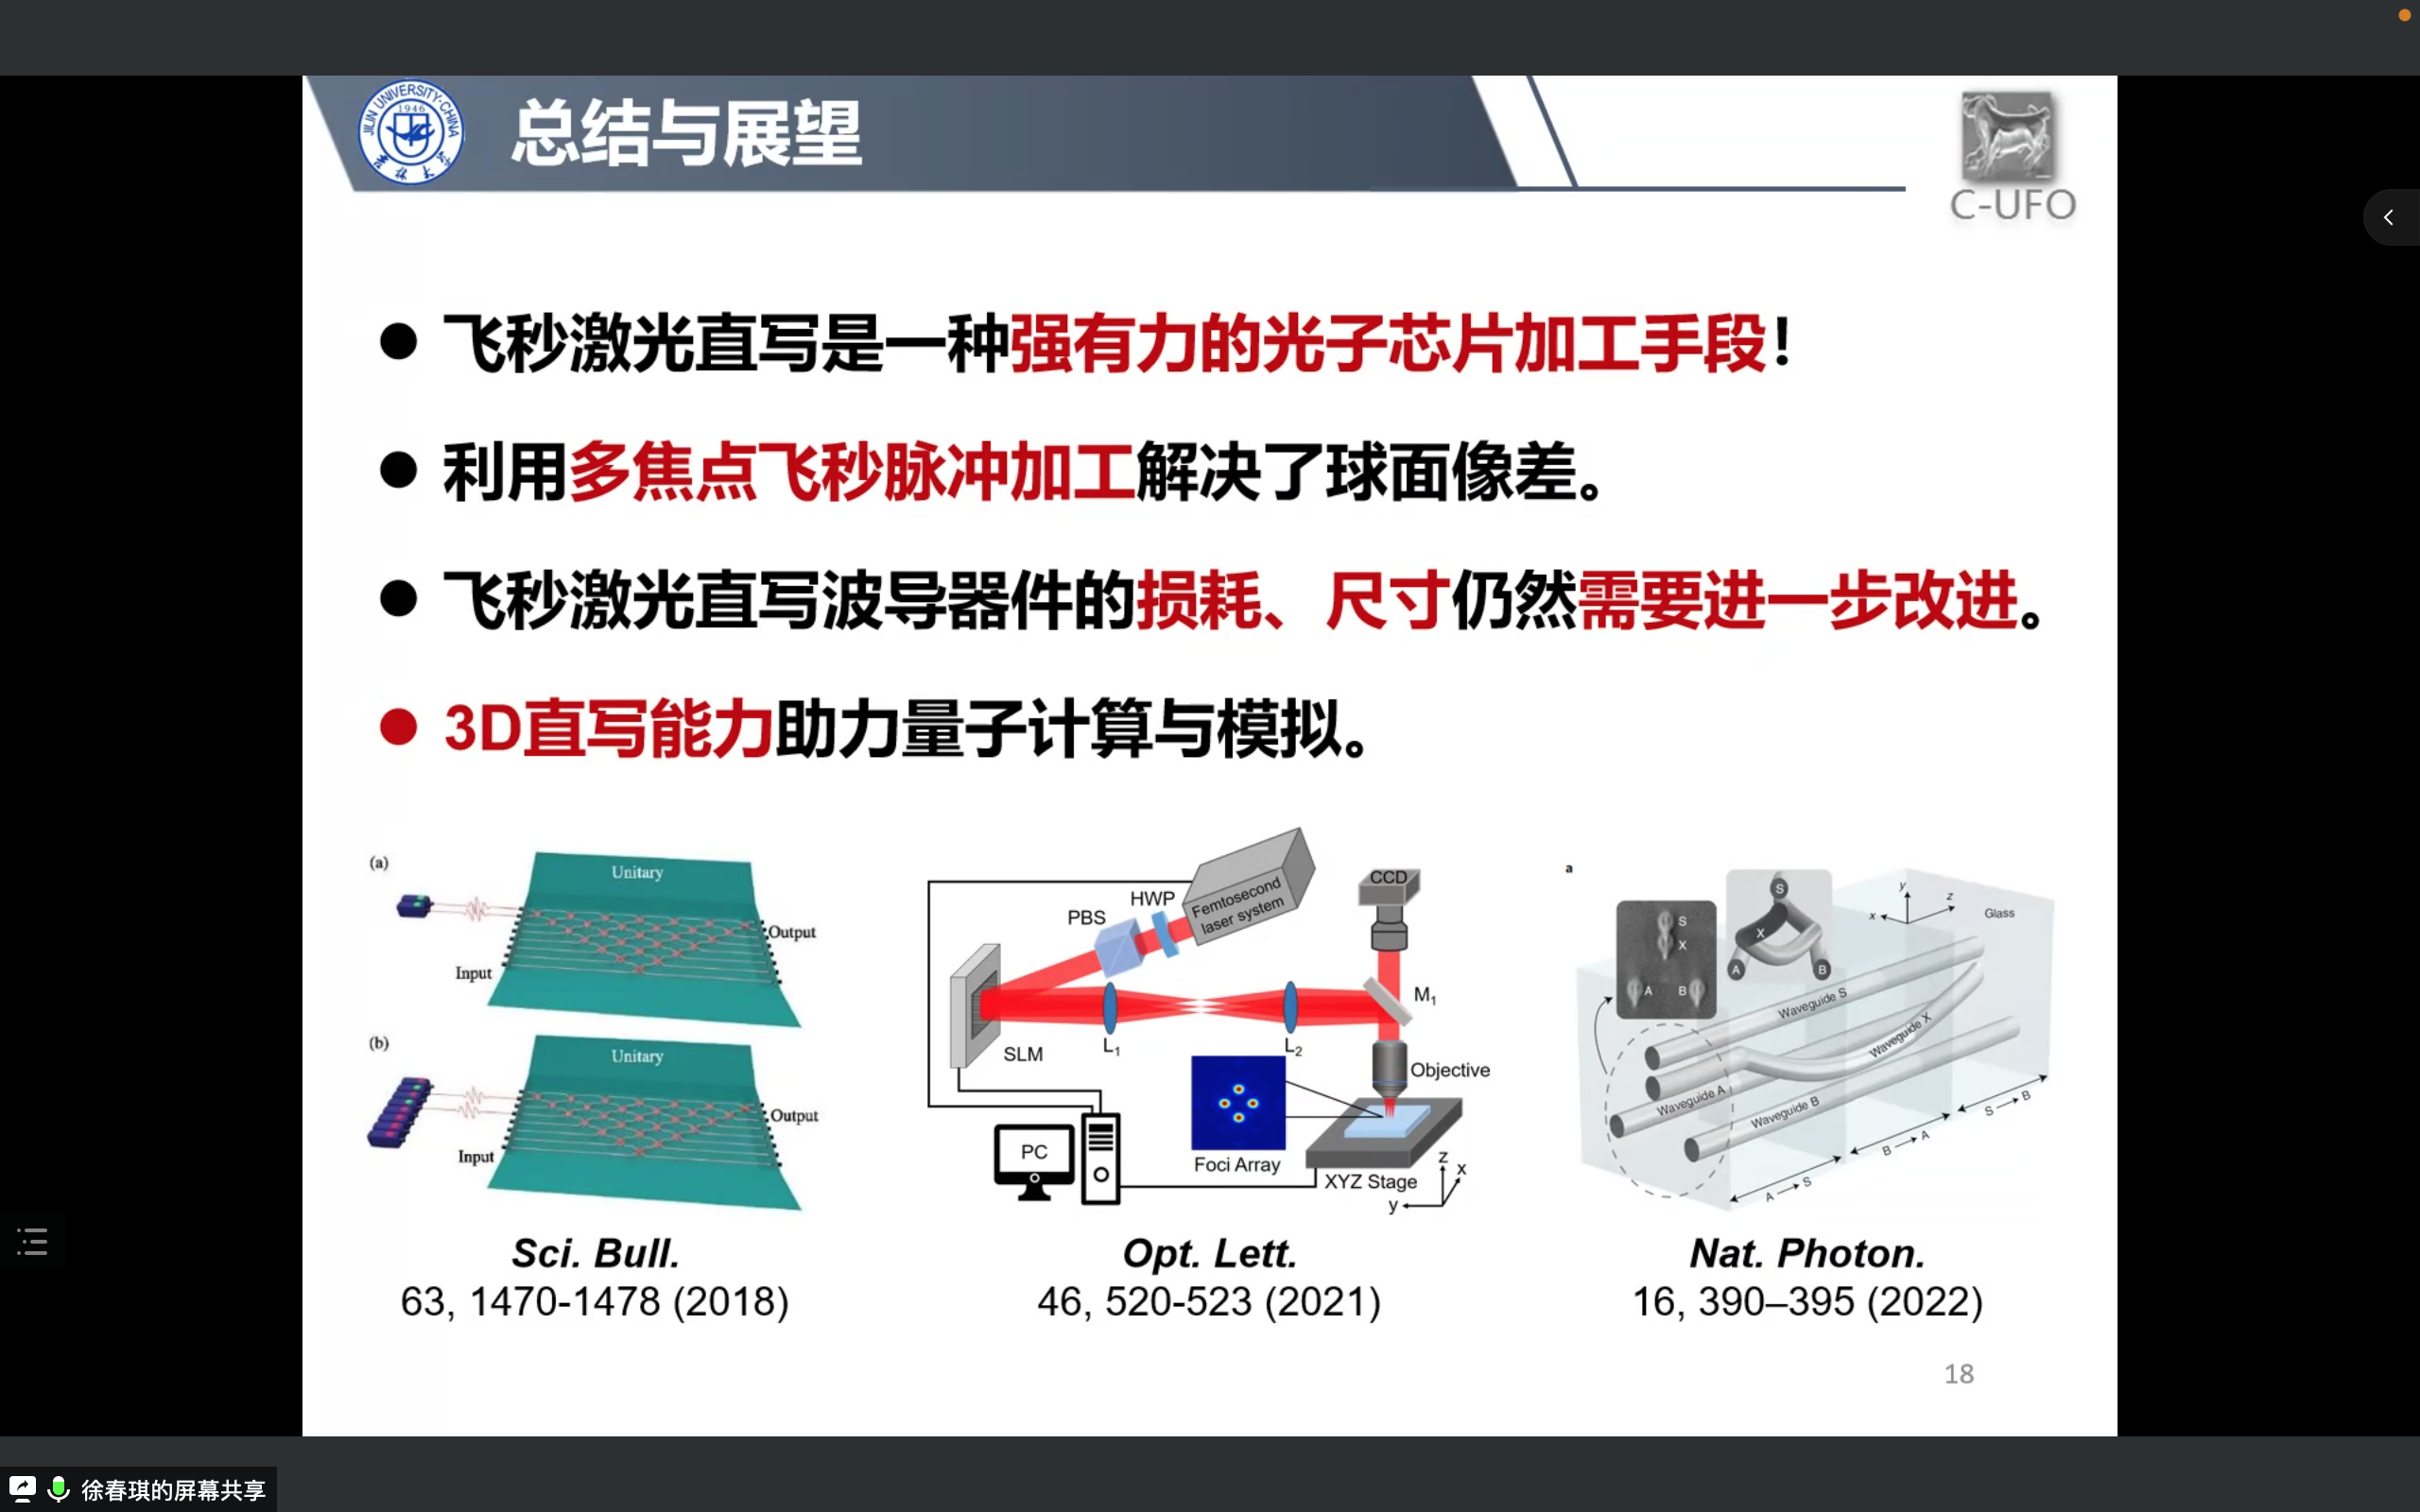 JILIN UNIVERSITY·CHINA
1946
总结与展望
C-UFO
飞秒激光直写是一种强有力的光子芯片加工手段！
利用多焦点飞秒脉冲加工解决了球面像差。
飞秒激光直写波导器件的损耗、尺寸仍然需要进一步改进。
3D直写能力助力量子计算与模拟。
(a)
Unitary
Output
Input
(b)
Unitary
Output
Input
Femtosecond
laser system
HWP
PBS
CCD
SLM
L1
L2
M1
Objective
PC
Foci Array
XYZ Stage
z
x
y
a
S
X
A
B
S
X
A
B
y
z
x
Glass
Waveguide S
Waveguide X
Waveguide A
Waveguide B
A → S
B → A
S → B
Sci. Bull.
63, 1470-1478 (2018)
Opt. Lett.
46, 520-523 (2021)
Nat. Photon.
16, 390–395 (2022)
18
徐春琪的屏幕共享